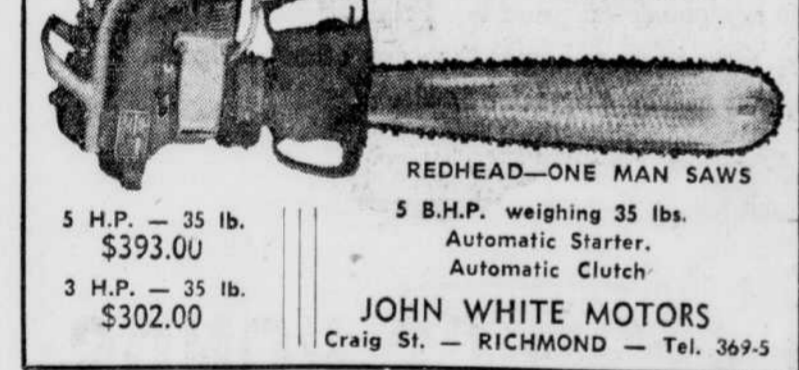 REDHEAD—ONE MAN SAWS
5 H.P. — 35 lb.
$393.00
3 H.P. — 35 lb.
$302.00
5 B.H.P. weighing 35 lbs.
Automatic Starter.
Automatic Clutch
JOHN WHITE MOTORS
Craig St. — RICHMOND — Tel. 369-5